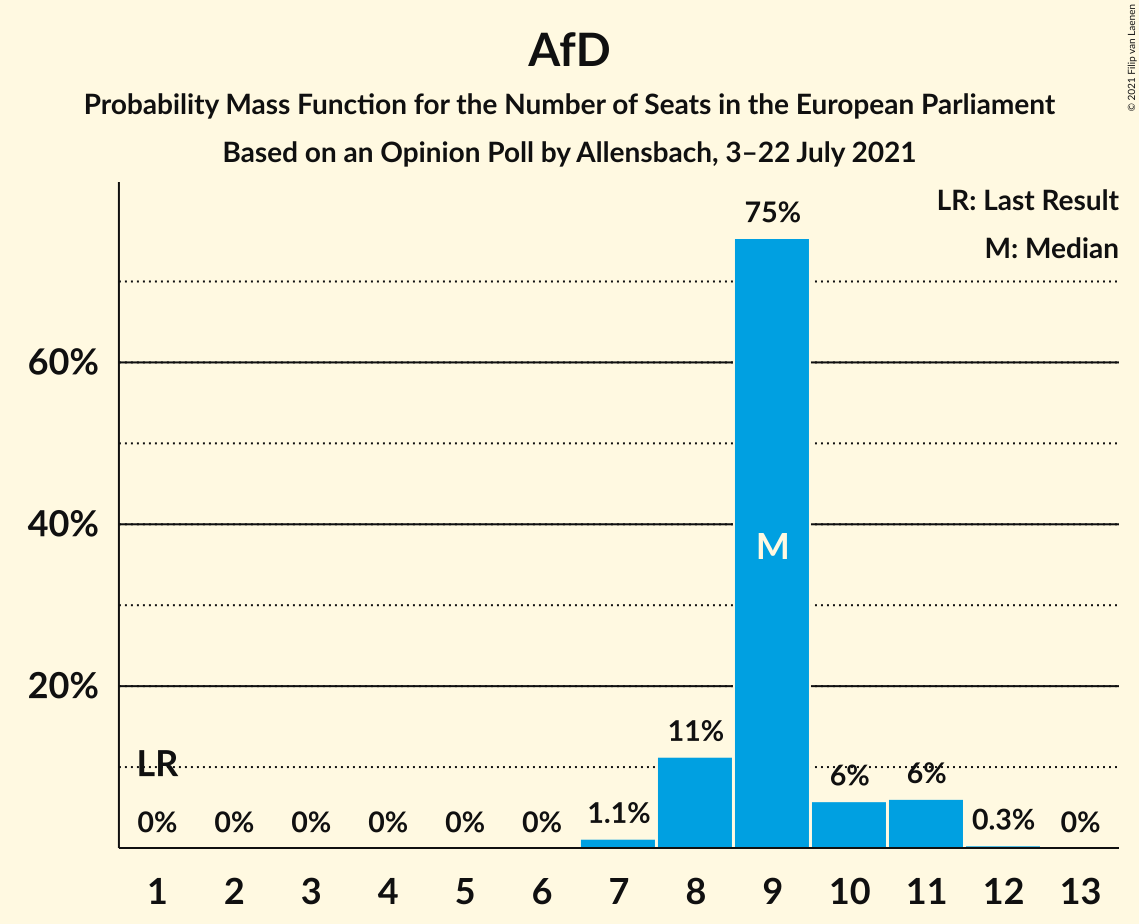 AfD
Probability Mass Function for the Number of Seats in the European Parliament
Based on an Opinion Poll by Allensbach, 3–22 July 2021
© 2021 Filip van Laenen
LR: Last Result
M: Median
75%
60%
M
40%
20%
11%
LR
6%
6%
0%
0%
0%
0%
0%
0%
1.1%
0.3%
0%
1 2 3 4 5 6 7 8 9 10 11 12 13